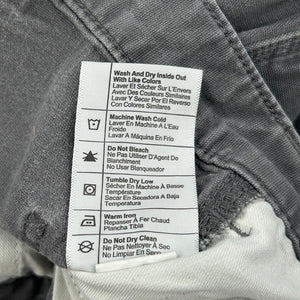 Wash And Dry Inside Out
With Like Colors
Laver Et Sécher Sur L'Envers
Avec Des Couleurs Similaires
Lavar Y Secar Por El Reverso
Con Colores Similares
Machine Wash Cold
Laver En Machine A L'Eau
Froide
Lavar A Máquina En Frío
Do Not Bleach
Ne Pas Utiliser D'Agent De
Blanchiment
No Usar Blanqueador
Tumble Dry Low
Sécher En Machine À Basse
Température
Secar En Secadora A Baja
Temperatura
Warm Iron
Repasser À Fer Chaud
Plancha Tibia
Do Not Dry Clean
Ne Pas Nettoyer À Sec
No Limpiar En Seco